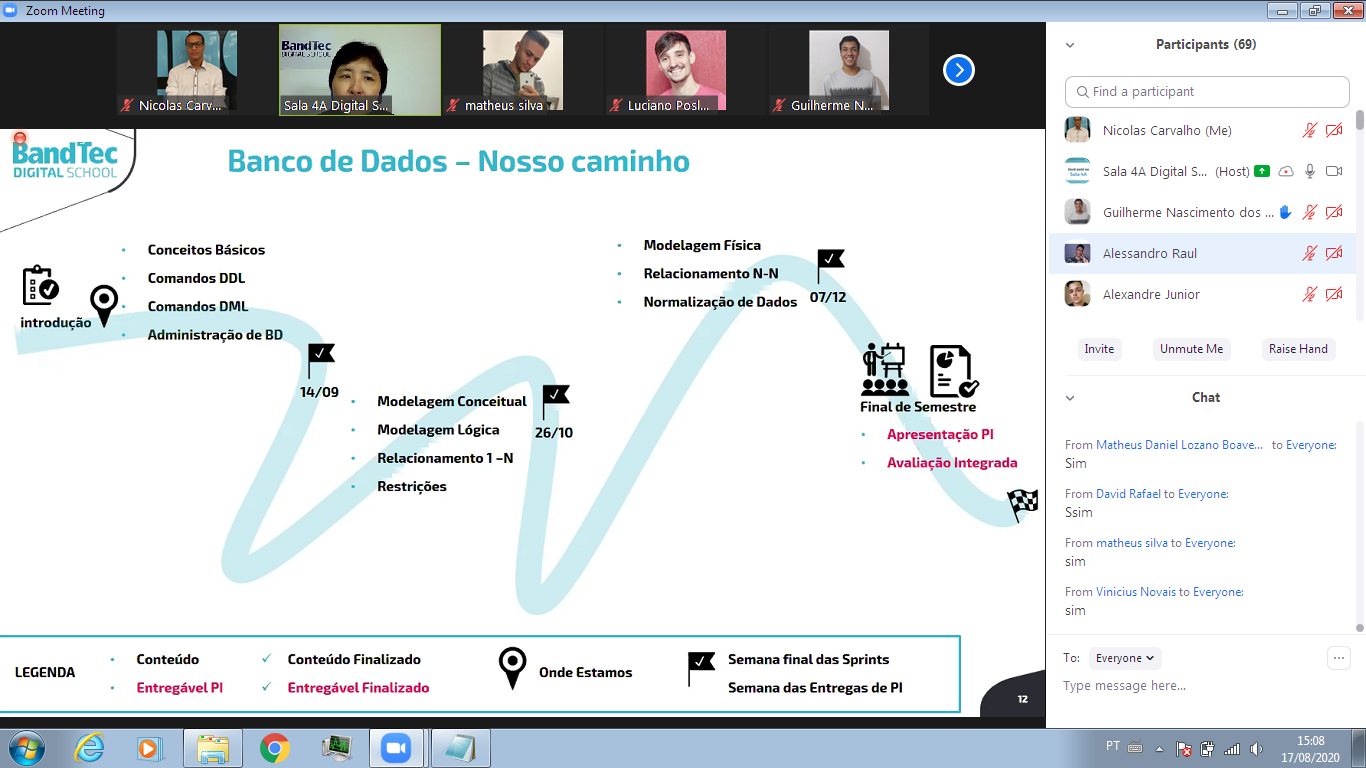 Zoom Meeting
BandTec
DIGITAL SCHOOL
Nicolas Carv...
Sala 4A Digital S...
matheus silva
Luciano Posl...
Guilherme N...
BandTec
DIGITAL SCHOOL
Banco de Dados – Nosso caminho
introdução
Conceitos Básicos
Comandos DDL
Comandos DML
Administração de BD
14/09
Modelagem Conceitual
Modelagem Lógica
Relacionamento 1 –N
Restrições
26/10
Modelagem Física
Relacionamento N-N
Normalização de Dados
07/12
Final de Semestre
Apresentação PI
Avaliação Integrada
LEGENDA
Conteúdo
Entregável PI
Conteúdo Finalizado
Entregável Finalizado
Onde Estamos
Semana final das Sprints
Semana das Entregas de PI
12
Participants (69)
Find a participant
Nicolas Carvalho (Me)
Sala 4A Digital S... (Host)
Guilherme Nascimento dos ...
Alessandro Raul
Alexandre Junior
Invite
Unmute Me
Raise Hand
Chat
From Matheus Daniel Lozano Boave... to Everyone:
Sim
From David Rafael to Everyone:
Ssim
From matheus silva to Everyone:
sim
From Vinicius Novais to Everyone:
sim
To: Everyone
Type message here...
PT
15:08
17/08/2020